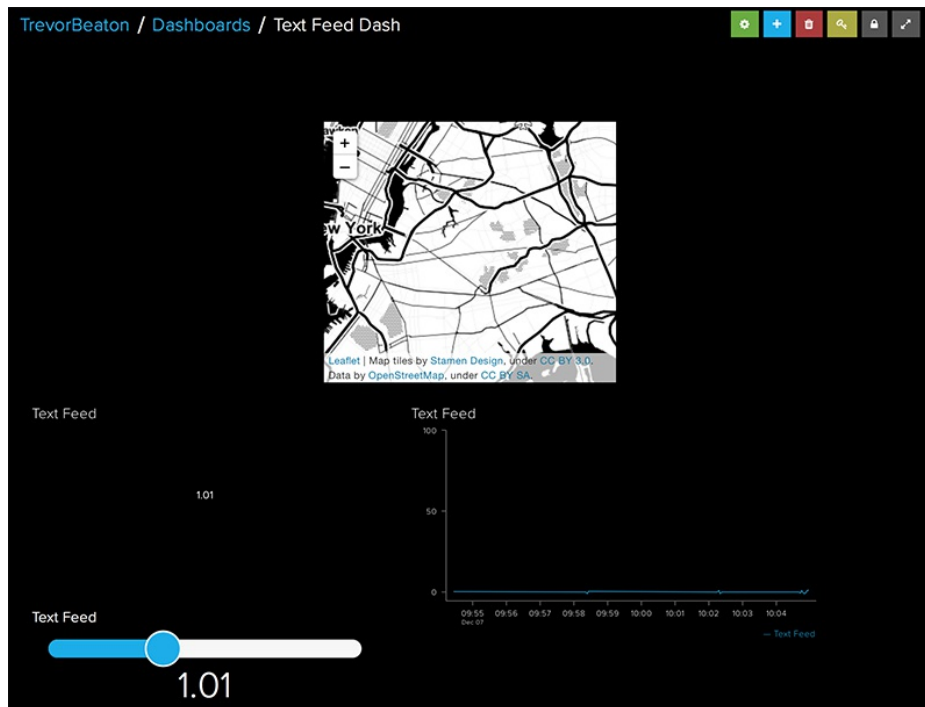 TrevorBeaton / Dashboards / Text Feed Dash
+
−
w York
Leaflet | Map tiles by Stamen Design, under CC BY 3.0.
Data by OpenStreetMap, under CC BY SA.
Text Feed
1.01
Text Feed
100
50
0
09:55 09:56 09:57 09:58 09:59 10:00 10:01 10:02 10:03 10:04
Dec 07
— Text Feed
Text Feed
1.01